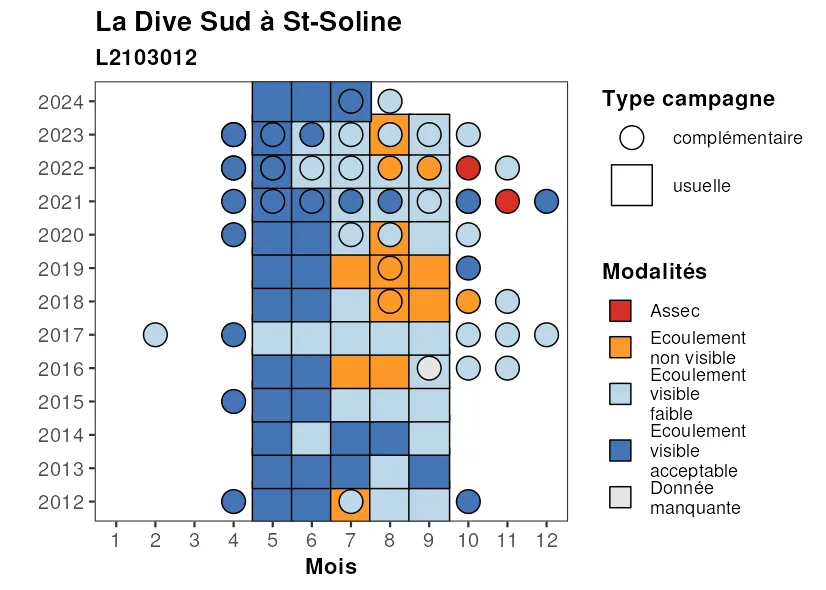 La Dive Sud à St-Soline
L2103012
2024
2023
2022
2021
2020
2019
2018
2017
2016
2015
2014
2013
2012
1 2 3 4 5 6 7 8 9 10 11 12
Mois
Type campagne
complémentaire
usuelle
Modalités
Assec
Ecoulement
non visible
Ecoulement
visible
faible
Ecoulement
visible
acceptable
Donnée
manquante